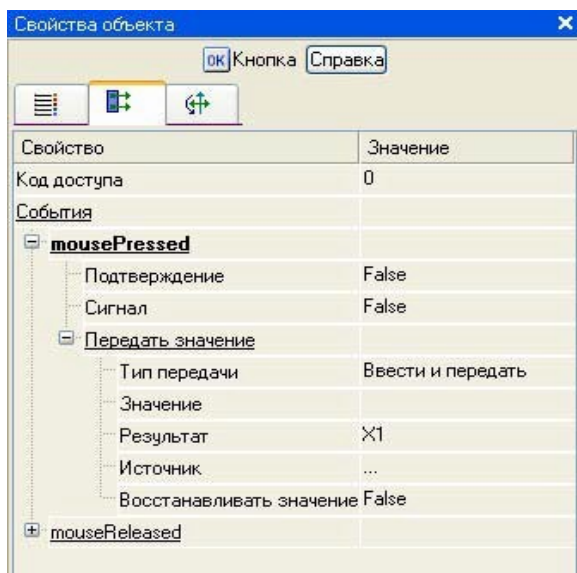 Свойства объекта
OK Кнопка Справка
Свойство Значение
Код доступа 0
События
mousePressed
Подтверждение False
Сигнал False
Передать значение
Тип передачи Ввести и передать
Значение
Результат X1
Источник ...
Восстанавливать значение False
mouseReleased